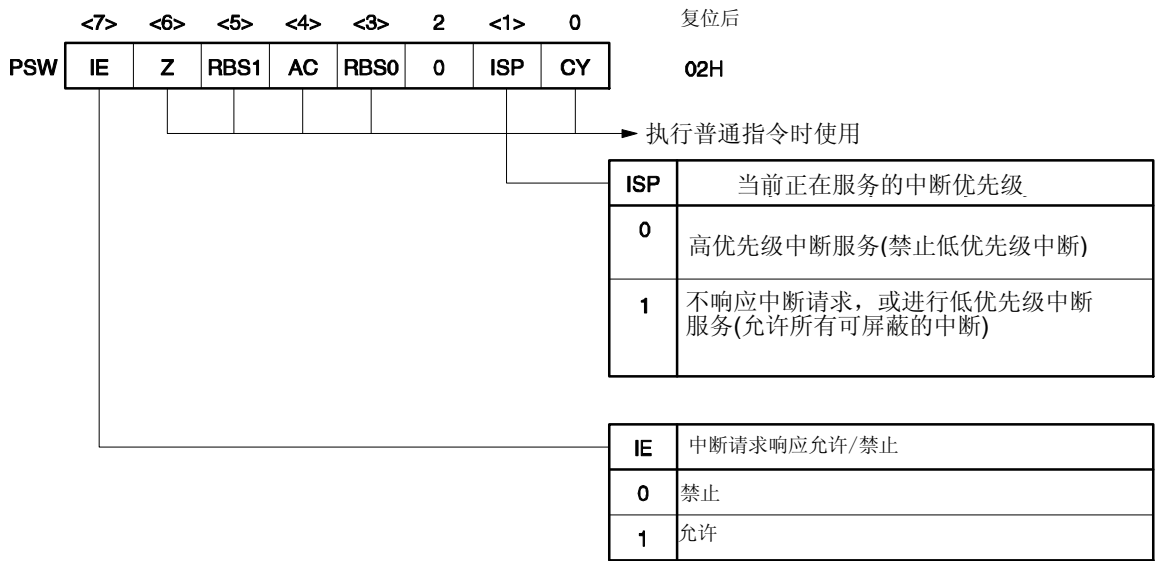 <7> <6> <5> <4> <3> 2 <1> 0 复位后
PSW IE Z RBS1 AC RBS0 0 ISP CY 02H
执行普通指令时使用
ISP 当前正在服务的中断优先级
0 高优先级中断服务(禁止低优先级中断)
1 不响应中断请求，或进行低优先级中断
服务(允许所有可屏蔽的中断)
IE 中断请求响应允许/禁止
0 禁止
1 允许